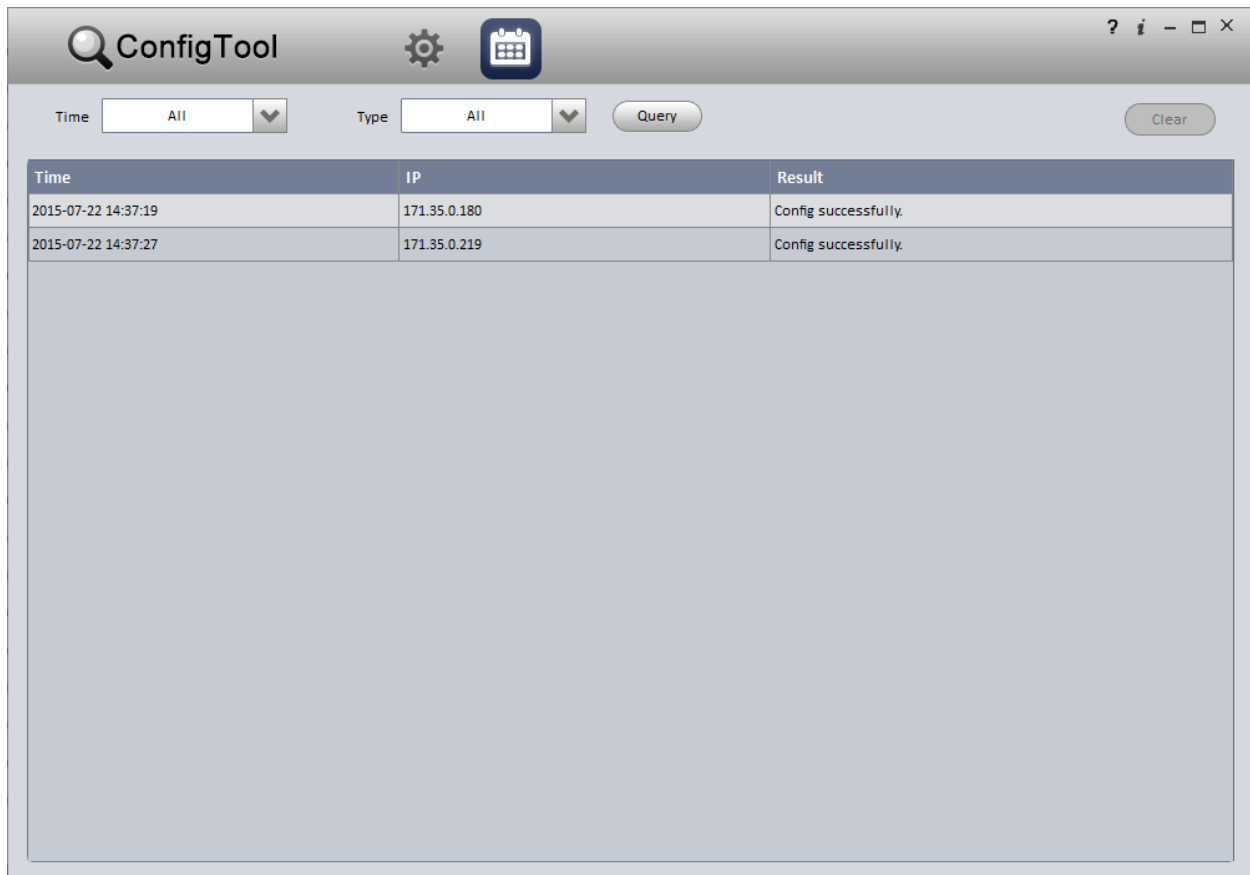 ConfigTool
? i
Time All Type All Query Clear
Time IP Result
2015-07-22 14:37:19 171.35.0.180 Config successfully.
2015-07-22 14:37:27 171.35.0.219 Config successfully.